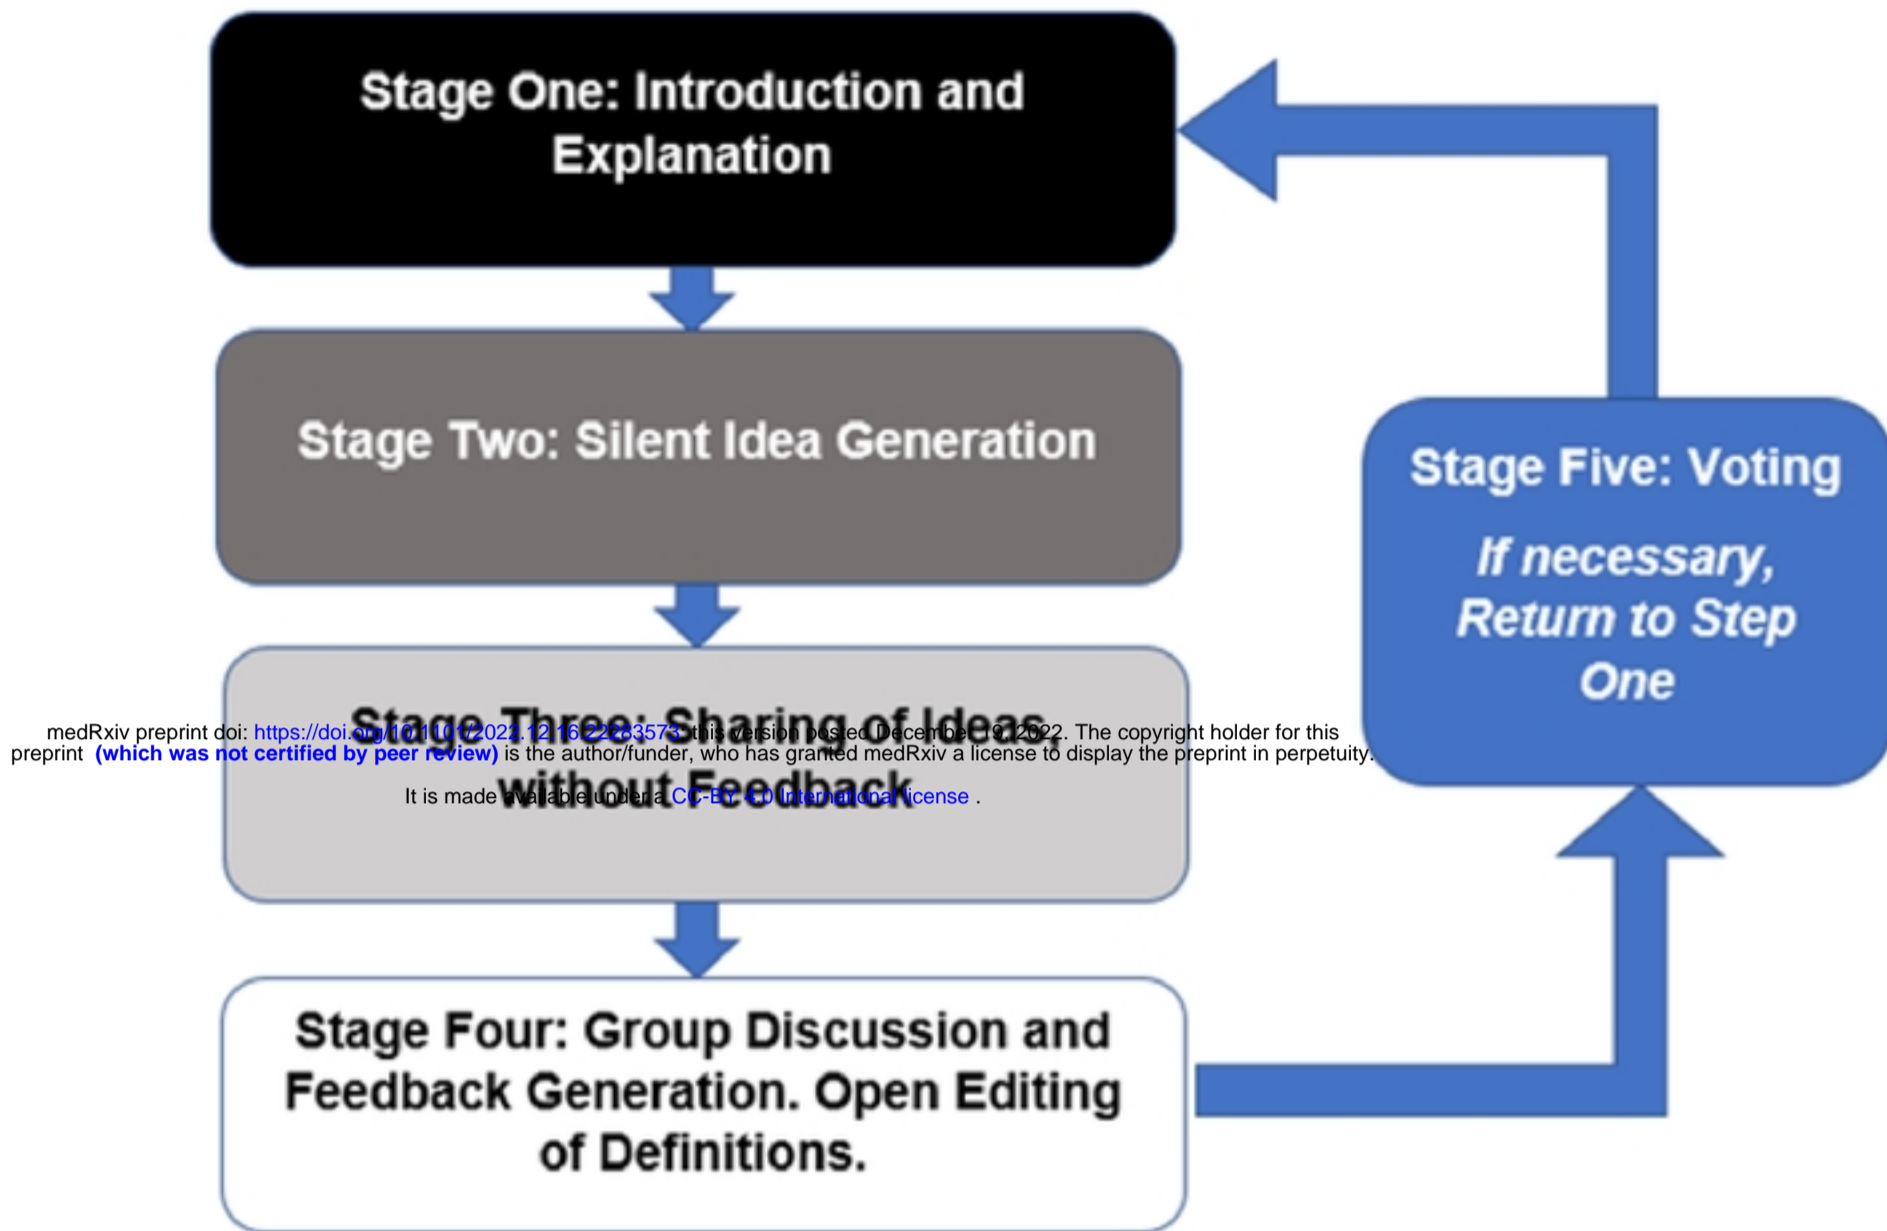 Stage One: Introduction and
Explanation
Stage Two: Silent Idea Generation
Stage Three: Sharing of Ideas,
without Feedback
Stage Four: Group Discussion and
Feedback Generation. Open Editing
of Definitions.
Stage Five: Voting
If necessary,
Return to Step
One
medRxiv preprint doi: https://doi.org/10.1101/2022.12.16.22283573; this version posted December 19, 2022. The copyright holder for this
preprint (which was not certified by peer review) is the author/funder, who has granted medRxiv a license to display the preprint in perpetuity.
It is made available under a CC-BY 4.0 International license .